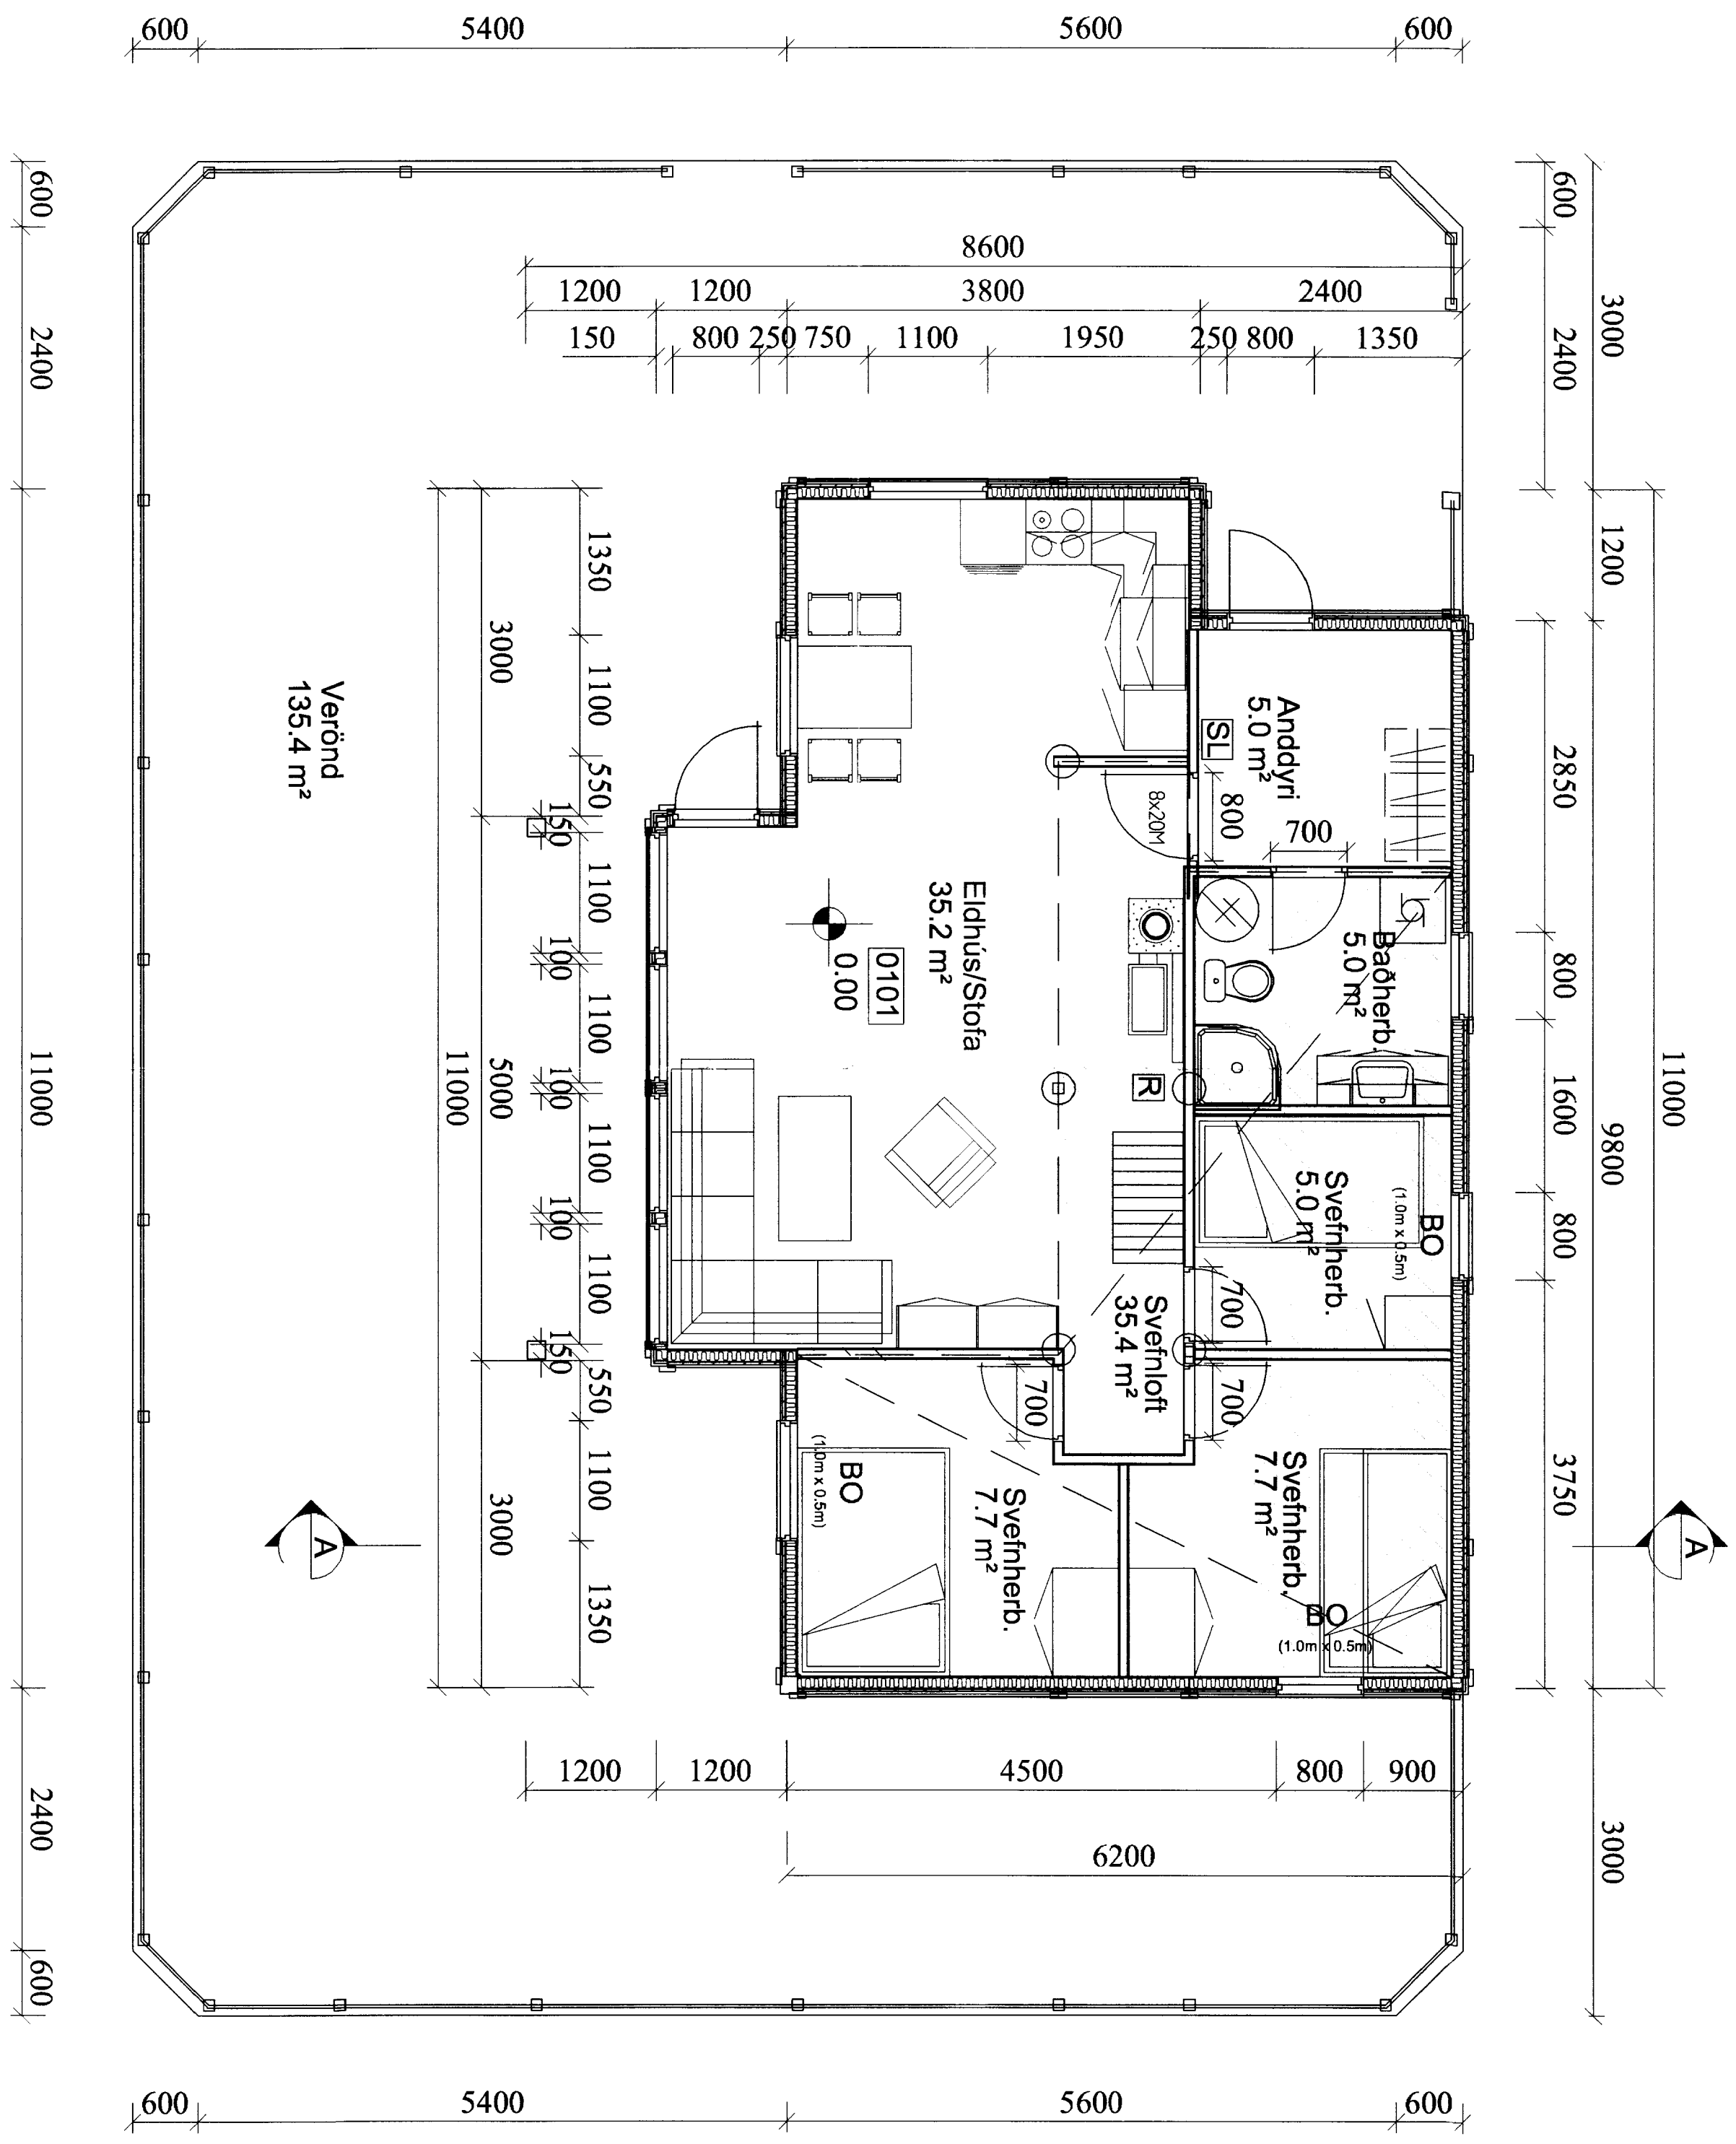 600 5400 5600 600
8600
1200 1200 3800 2400
150 800 250 750 1100 1950 250 800 1350
600
2400
11000
2400
600
600
2400
3000
1200
2850
800
1600
800
3750
9800
11000
3000
1350
1100
550
150
1100
100
1100
100
1100
100
1100
150
550
1100
1350
3000
5000
3000
11000
Verönd
135.4 m²
Anddyri
5.0 m²
SL
800
8x20M
700
Baðherb.
5.0 m²
Eldhús/Stofa
35.2 m²
0101
0.00
R
Svefnherb.
5.0 m²
BO
(1.0m x 0.5m)
700
Svefnloft
35.4 m²
700
700
Svefnherb.
7.7 m²
BO
(1.0m x 0.5m)
Svefnherb.
7.7 m²
BO
(1.0m x 0.5m)
A
A
1200 1200 4500 800 900
6200
600 5400 5600 600